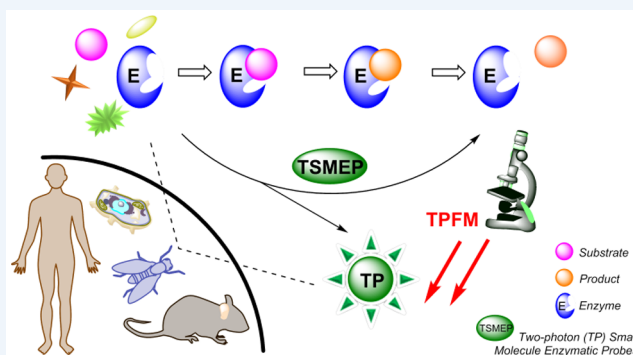 E
E
E
E
TSMEP
TPFM
TP
Substrate
Product
E Enzyme
TSMEP Two-photon (TP) Sma
Molecule Enzymatic Probe